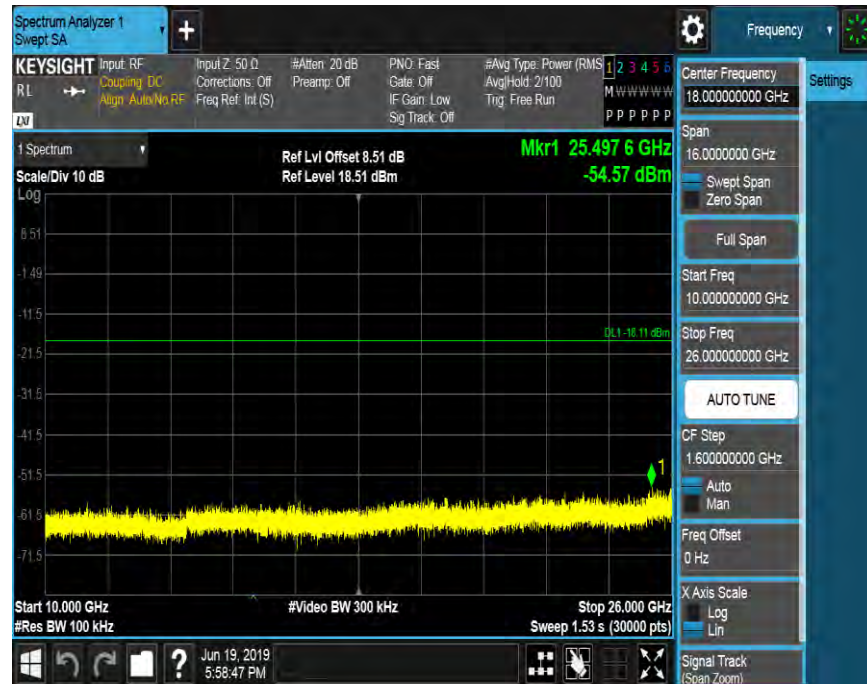 Spectrum Analyzer 1
Swept SA
+
Frequency
KEYSIGHT
RL
LXI
Input: RF
Coupling: DC
Align: Auto/No RF
Input Z: 50 Ω
Corrections: Off
Freq Ref: Int (S)
#Atten: 20 dB
Preamp: Off
PNO: Fast
Gate: Off
IF Gain: Low
Sig Track: Off
#Avg Type: Power (RMS
Avg|Hold: 2/100
Trig: Free Run
1 2 3 4 5 6
M W W W W W
P P P P P P
1 Spectrum
Scale/Div 10 dB
Ref Lvl Offset 8.51 dB
Ref Level 18.51 dBm
Mkr1 25.497 6 GHz
-54.57 dBm
Log
8.51
-1.49
-11.5
DL1 -18.11 dBm
-21.5
-31.5
-41.5
1
-51.5
-61.5
-71.5
Start 10.000 GHz
#Res BW 100 kHz
#Video BW 300 kHz
Stop 26.000 GHz
Sweep 1.53 s (30000 pts)
?
Jun 19, 2019
5:58:47 PM
Center Frequency
18.000000000 GHz
Settings
Span
16.0000000 GHz
Swept Span
Zero Span
Full Span
Start Freq
10.000000000 GHz
Stop Freq
26.000000000 GHz
AUTO TUNE
CF Step
1.600000000 GHz
Auto
Man
Freq Offset
0 Hz
X Axis Scale
Log
Lin
Signal Track
(Span Zoom)